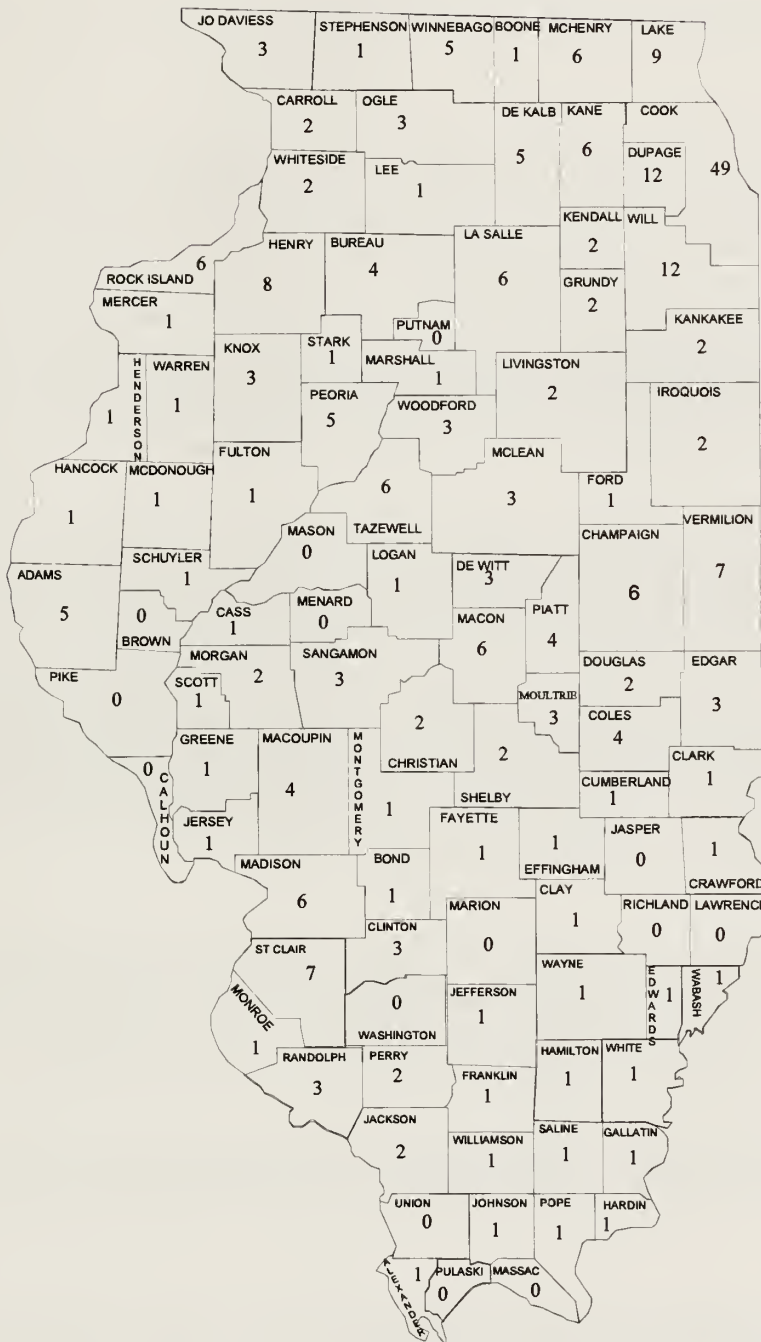 JO DAVIESS
3
STEPHENSON
1
WINNEBAGO
5
BOONE
1
MCHENRY
6
LAKE
9
CARROLL
2
OGLE
3
DE KALB
5
KANE
6
COOK
49
DUPAGE
12
WHITESIDE
2
LEE
1
KENDALL
2
WILL
12
ROCK ISLAND
6
HENRY
8
BUREAU
4
LA SALLE
6
GRUNDY
2
MERCER
1
PUTNAM
0
KANKAKEE
2
HENDERSON
1
WARREN
1
KNOX
3
STARK
1
MARSHALL
1
LIVINGSTON
2
PEORIA
5
WOODFORD
3
IROQUOIS
2
HANCOCK
1
MCDONOUGH
1
FULTON
1
TAZEWELL
6
MCLEAN
3
FORD
1
MASON
0
CHAMPAIGN
6
VERMILION
7
ADAMS
5
SCHUYLER
1
LOGAN
1
DE WITT
3
BROWN
0
CASS
1
MENARD
0
MACON
6
PIATT
4
PIKE
0
MORGAN
2
SCOTT
1
SANGAMON
3
DOUGLAS
2
EDGAR
3
MOULTRIE
3
COLES
4
CHRISTIAN
2
SHELBY
2
GREENE
1
MACOUPIN
4
MONTGOMERY
1
CALHOUN
0
CLARK
1
CUMBERLAND
1
JERSEY
1
FAYETTE
1
EFFINGHAM
1
JASPER
0
CRAWFORD
1
MADISON
6
BOND
1
CLAY
1
RICHLAND
0
LAWRENCE
0
MARION
0
CLINTON
3
ST CLAIR
7
WAYNE
1
EDWARDS
1
WABASH
1
WASHINGTON
0
JEFFERSON
1
MONROE
1
RANDOLPH
3
PERRY
2
HAMILTON
1
WHITE
1
FRANKLIN
1
JACKSON
2
WILLIAMSON
1
SALINE
1
GALLATIN
1
UNION
0
JOHNSON
1
POPE
1
HARDIN
1
ALEXANDER
1
PULASKI
0
MASSAC
0